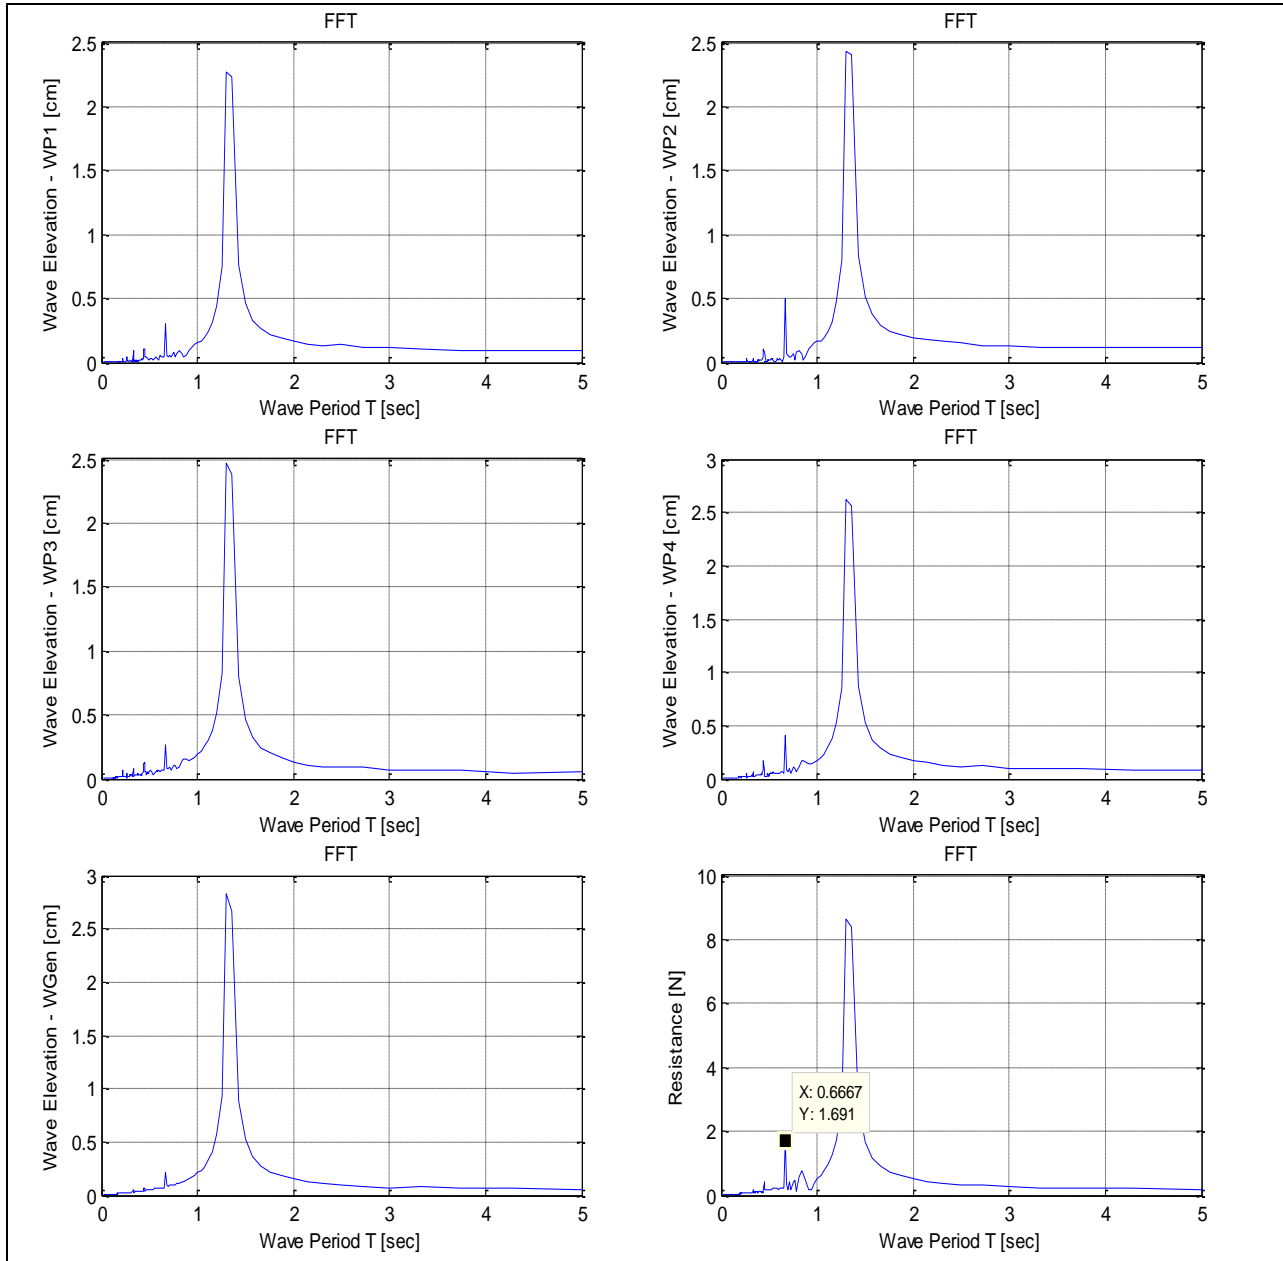 FFT
2.5
2
1.5
1
0.5
0
Wave Elevation - WP1 [cm]
0 1 2 3 4 5
Wave Period T [sec]
FFT
2.5
2
1.5
1
0.5
0
Wave Elevation - WP2 [cm]
0 1 2 3 4 5
Wave Period T [sec]
FFT
2.5
2
1.5
1
0.5
0
Wave Elevation - WP3 [cm]
0 1 2 3 4 5
Wave Period T [sec]
FFT
3
2.5
2
1.5
1
0.5
0
Wave Elevation - WP4 [cm]
0 1 2 3 4 5
Wave Period T [sec]
FFT
3
2.5
2
1.5
1
0.5
0
Wave Elevation - WGen [cm]
0 1 2 3 4 5
Wave Period T [sec]
FFT
10
8
6
4
2
0
Resistance [N]
X: 0.6667
Y: 1.691
0 1 2 3 4 5
Wave Period T [sec]